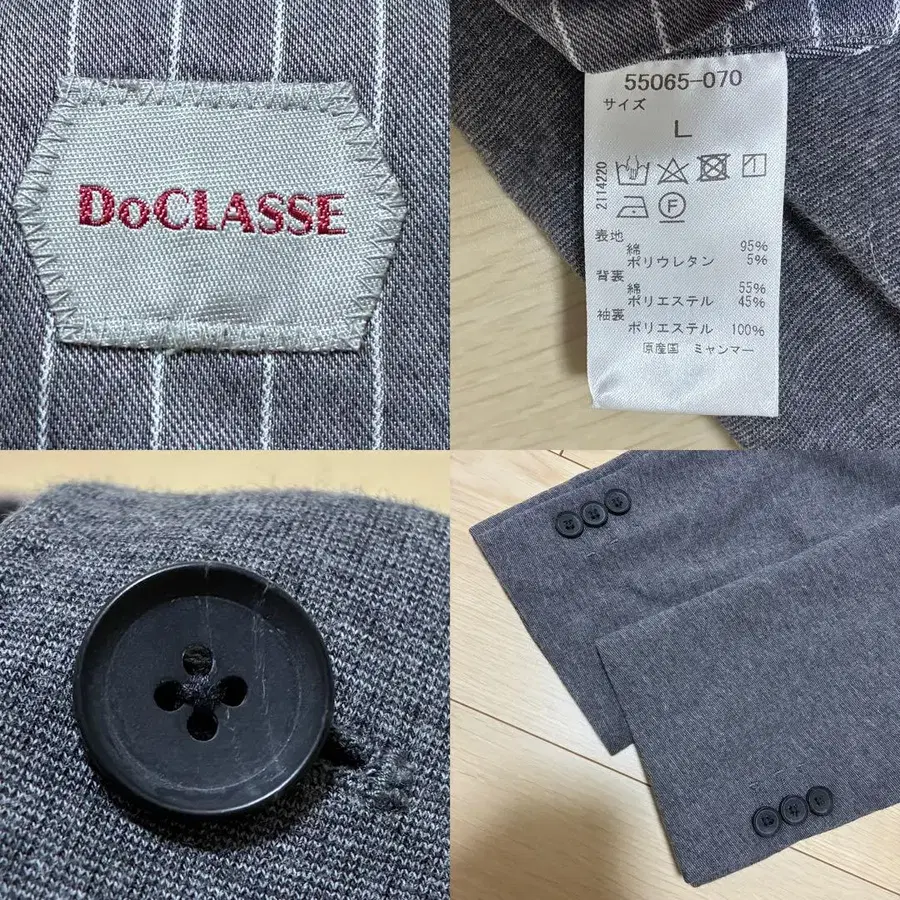 DoCLASSE
55065-070
サイズ
L
2114220
1
F
表地
綿 95%
ポリウレタン 5%
背裏
綿 55%
ポリエステル 45%
袖裏
ポリエステル 100%
原産国 ミャンマー